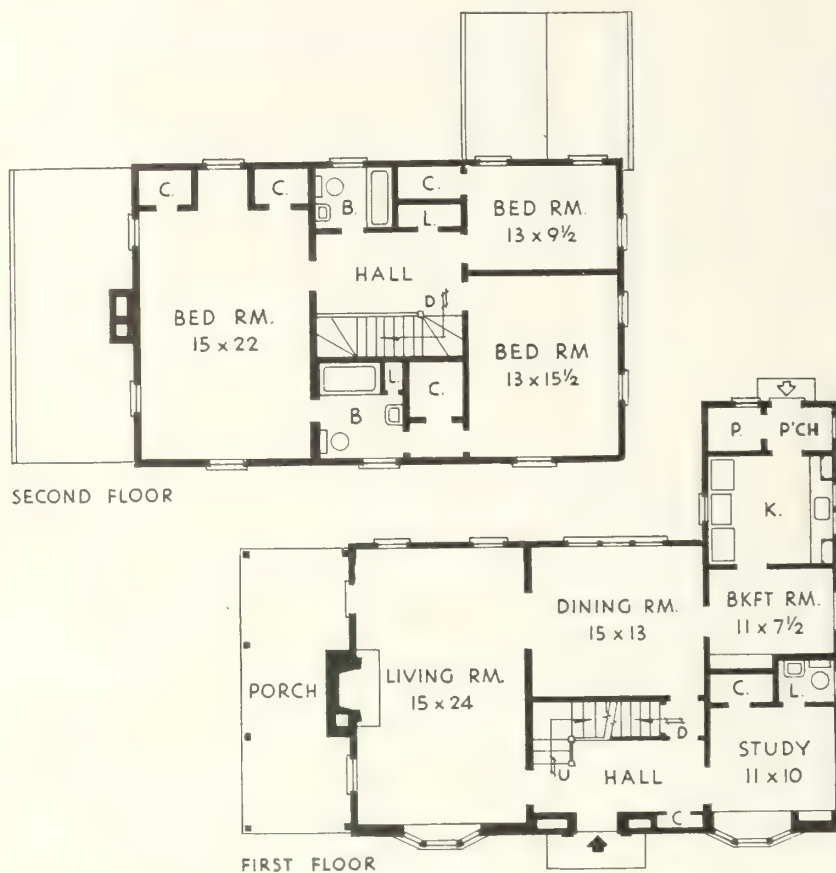 C.
C.
B.
C.
L.
BED RM.
13 x 9½
HALL
D
BED RM.
15 x 22
BED RM
13 x 15½
L.
C.
B
SECOND FLOOR
P.
P'CH
K.
DINING RM.
15 x 13
BKFT RM.
11 x 7½
PORCH
LIVING RM.
15 x 24
C.
L.
D
U
HALL
STUDY
11 x 10
C.
FIRST FLOOR